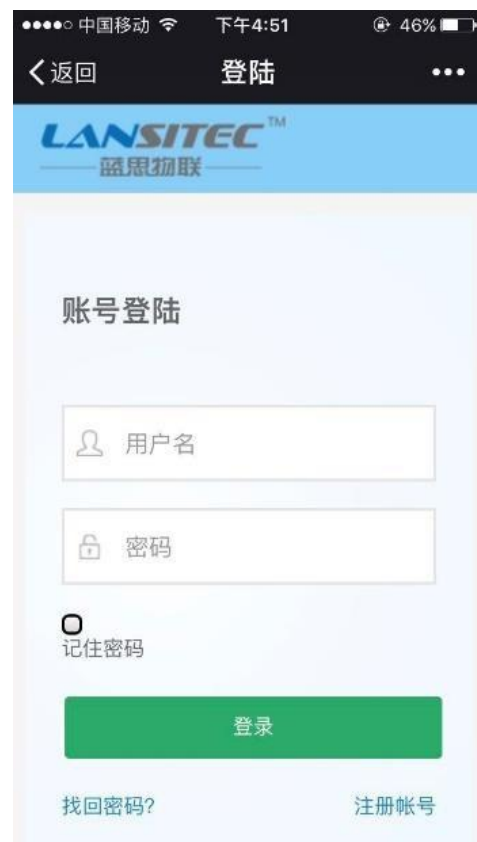 中国移动 下午4:51 46%
返回 登陆
LANSITEC™
蓝思物联
账号登陆
用户名
密码
记住密码
登录
找回密码? 注册帐号